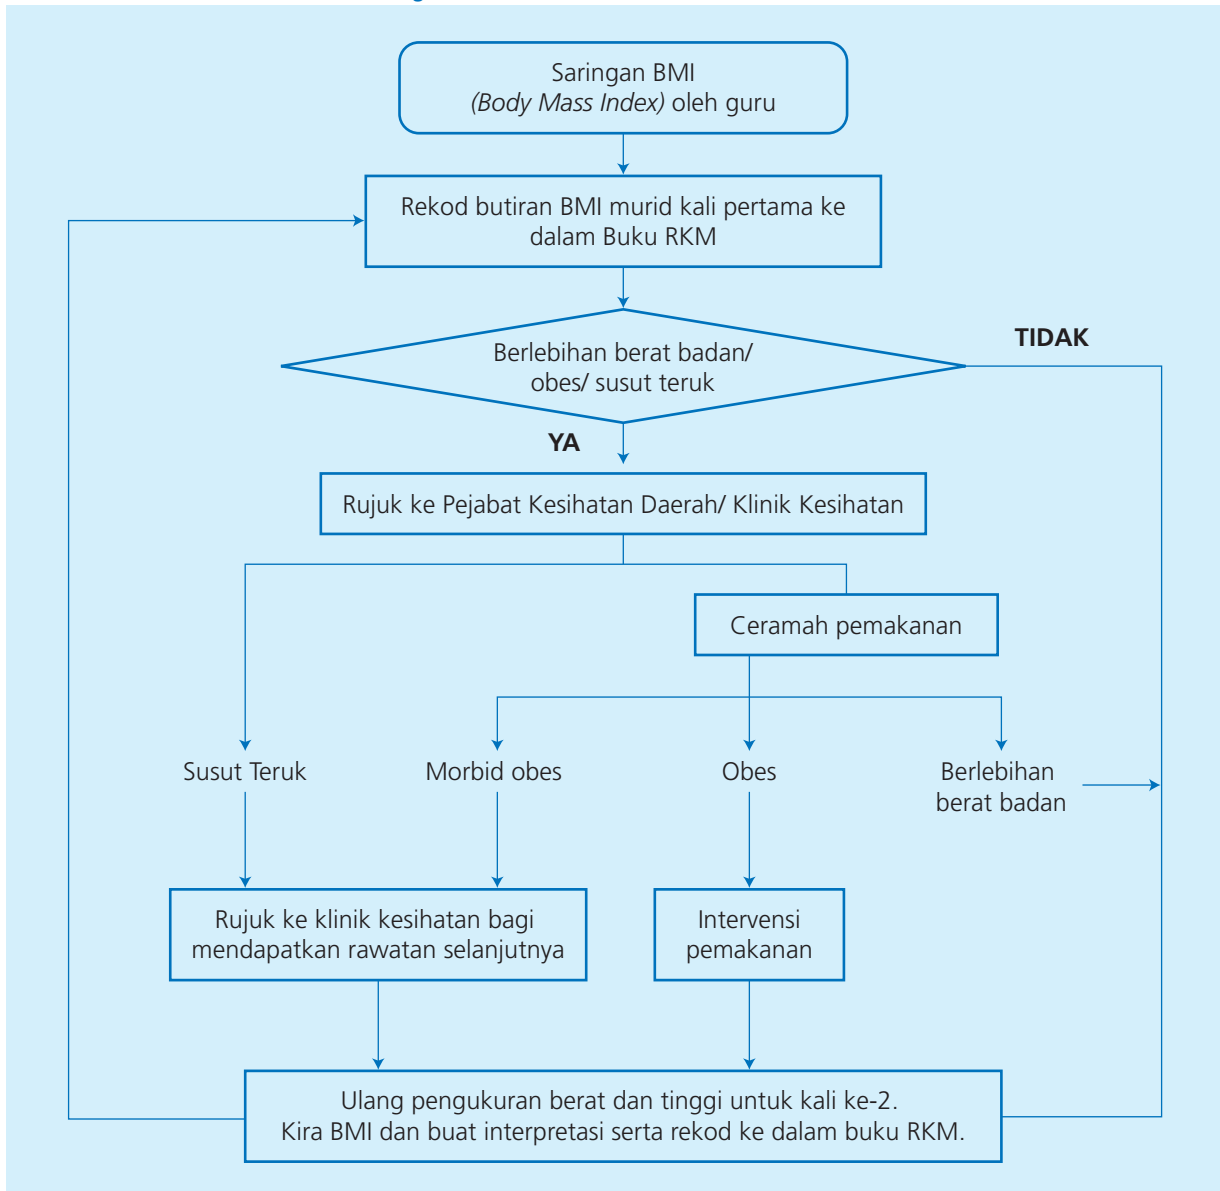 Saringan BMI
(Body Mass Index) oleh guru
Rekod butiran BMI murid kali pertama ke
dalam Buku RKM
Berlebihan berat badan/
obes/ susut teruk
TIDAK
YA
Rujuk ke Pejabat Kesihatan Daerah/ Klinik Kesihatan
Ceramah pemakanan
Susut Teruk
Morbid obes
Obes
Berlebihan
berat badan
Rujuk ke klinik kesihatan bagi
mendapatkan rawatan selanjutnya
Intervensi
pemakanan
Ulang pengukuran berat dan tinggi untuk kali ke-2.
Kira BMI dan buat interpretasi serta rekod ke dalam buku RKM.